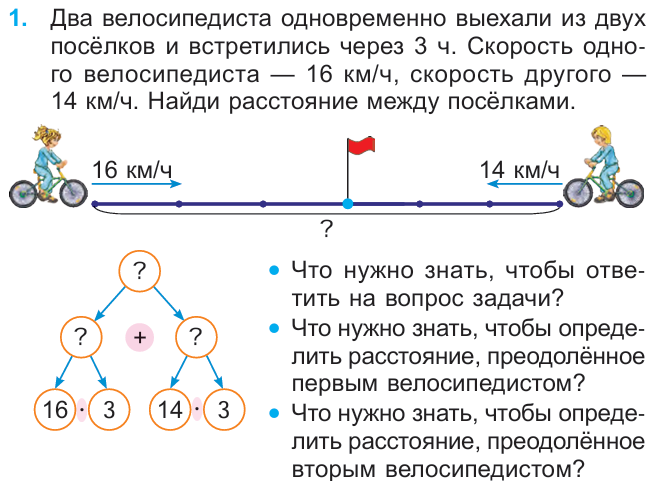 1. Два велосипедиста одновременно выехали из двух
посёлков и встретились через 3 ч. Скорость одно-
го велосипедиста — 16 км/ч, скорость другого —
14 км/ч. Найди расстояние между посёлками.
16 км/ч 14 км/ч
?
?
? + ?
16 · 3 14 · 3
• Что нужно знать, чтобы отве-
тить на вопрос задачи?
• Что нужно знать, чтобы опреде-
лить расстояние, преодолённое
первым велосипедистом?
• Что нужно знать, чтобы опреде-
лить расстояние, преодолённое
вторым велосипедистом?